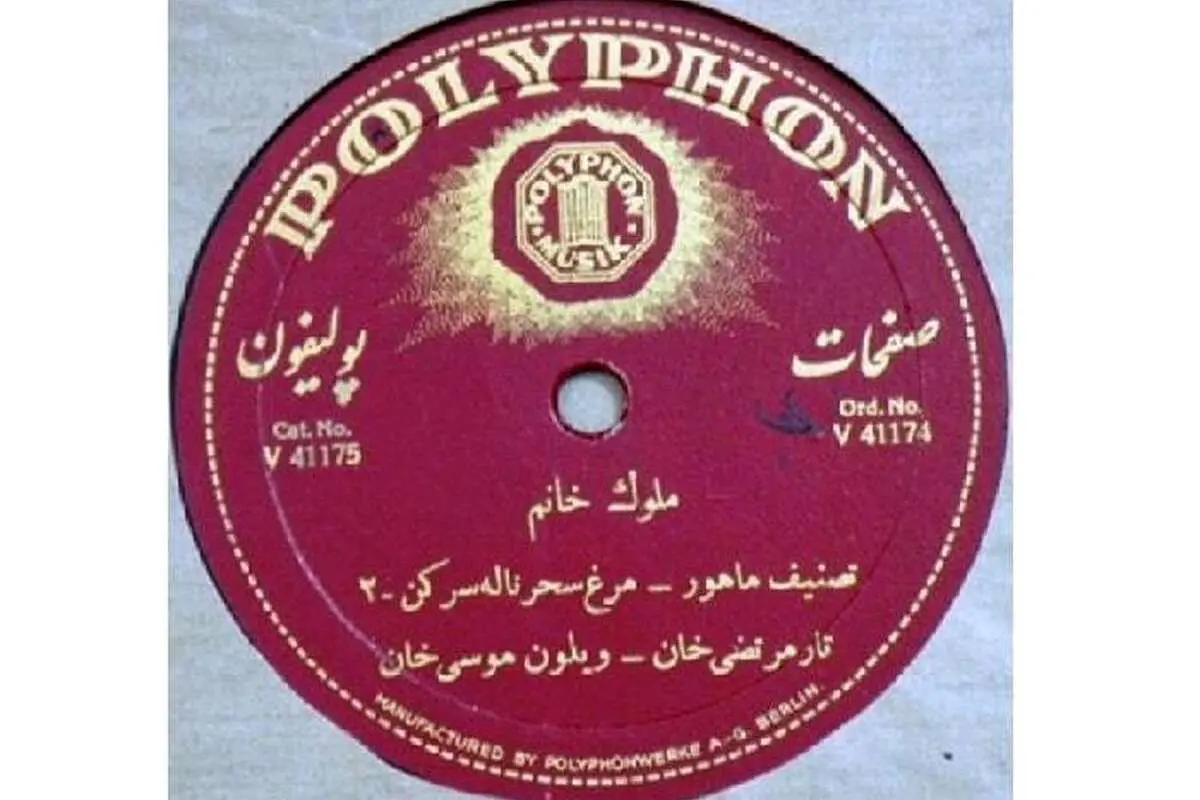 POLYPHON
POLYPHON
MUSIK
صفحات پولیفون
Cat. No.
V 41175
Ord. No.
V 41174
ملوك خانم
تصنیف ماهور – مرغ سحر ناله سر کن - ۲
تار مرتضی خان – ویلون موسی خان
MANUFACTURED BY POLYPHONWERKE A-G. BERLIN.